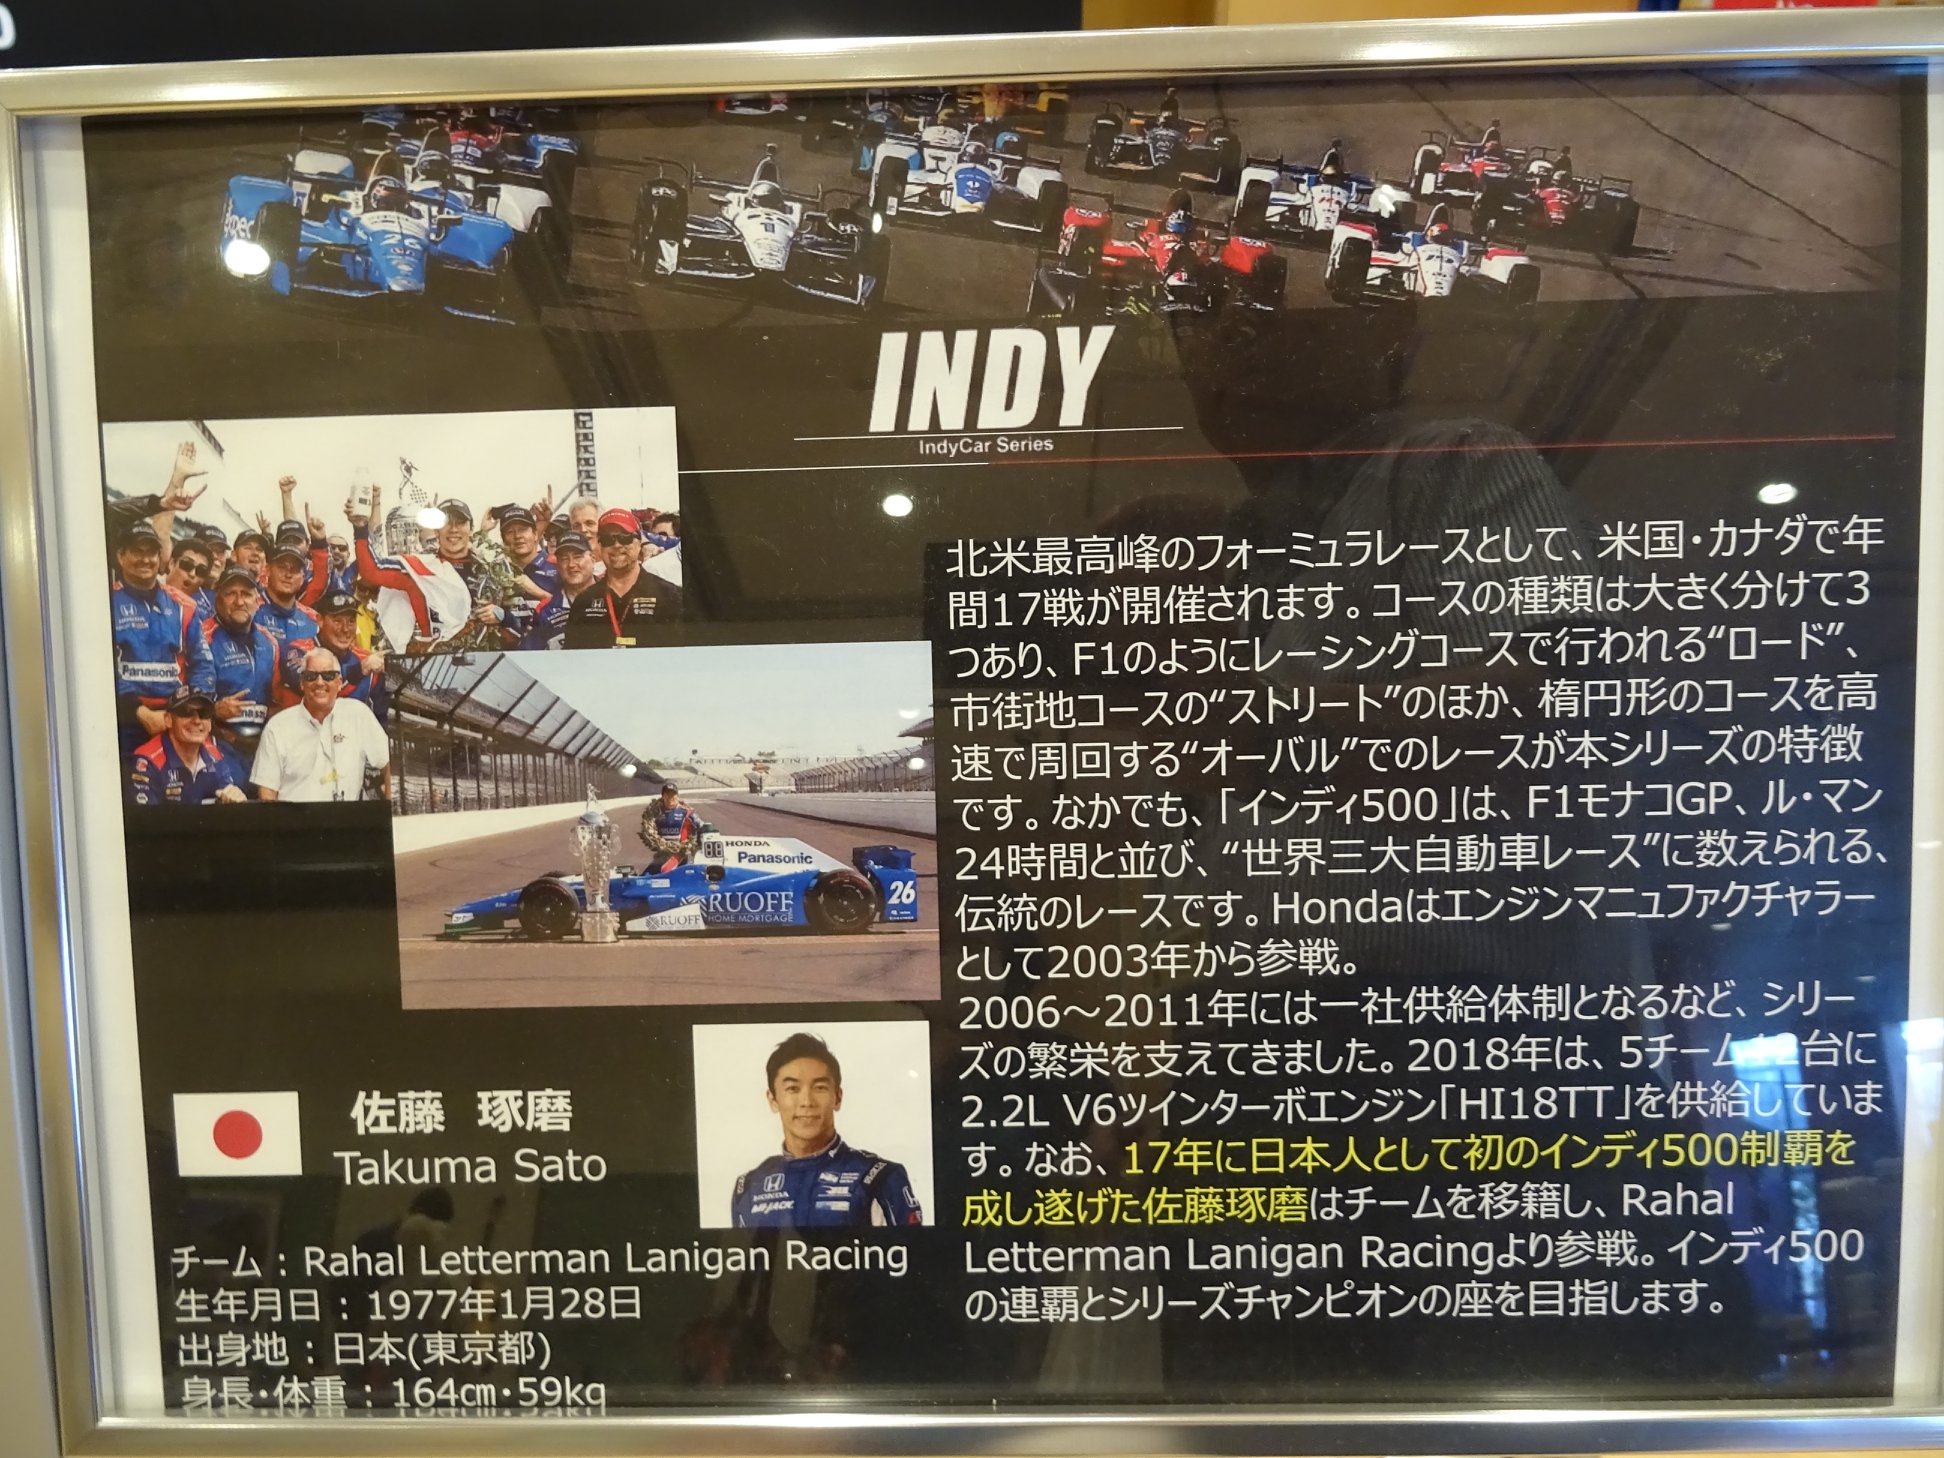 INDY
IndyCar Series
北米最高峰のフォーミュラレースとして、米国・カナダで年
間17戦が開催されます。コースの種類は大きく分けて3
つあり、F1のようにレーシングコースで行われる“ロード”、
市街地コースの“ストリート”のほか、楕円形のコースを高
速で周回する“オーバル”でのレースが本シリーズの特徴
です。なかでも、「インディ500」は、F1モナコGP、ル・マン
24時間と並び、“世界三大自動車レース”に数えられる、
伝統のレースです。Hondaはエンジンマニュファクチャラー
として2003年から参戦。
2006～2011年には一社供給体制となるなど、シリー
ズの繁栄を支えてきました。2018年は、5チーム12台に
2.2L V6ツインターボエンジン「HI18TT」を供給していま
す。なお、17年に日本人として初のインディ500制覇を
成し遂げた佐藤琢磨はチームを移籍し、Rahal
Letterman Lanigan Racingより参戦。インディ500
の連覇とシリーズチャンピオンの座を目指します。
Panasonic
HONDA
Panasonic
26
RUOFF
HOME MORTGAGE
RUOFF
HONDA
MI-JACK
佐藤 琢磨
Takuma Sato
チーム : Rahal Letterman Lanigan Racing
生年月日 : 1977年1月28日
出身地 : 日本(東京都)
身長・体重 : 164㎝・59kg